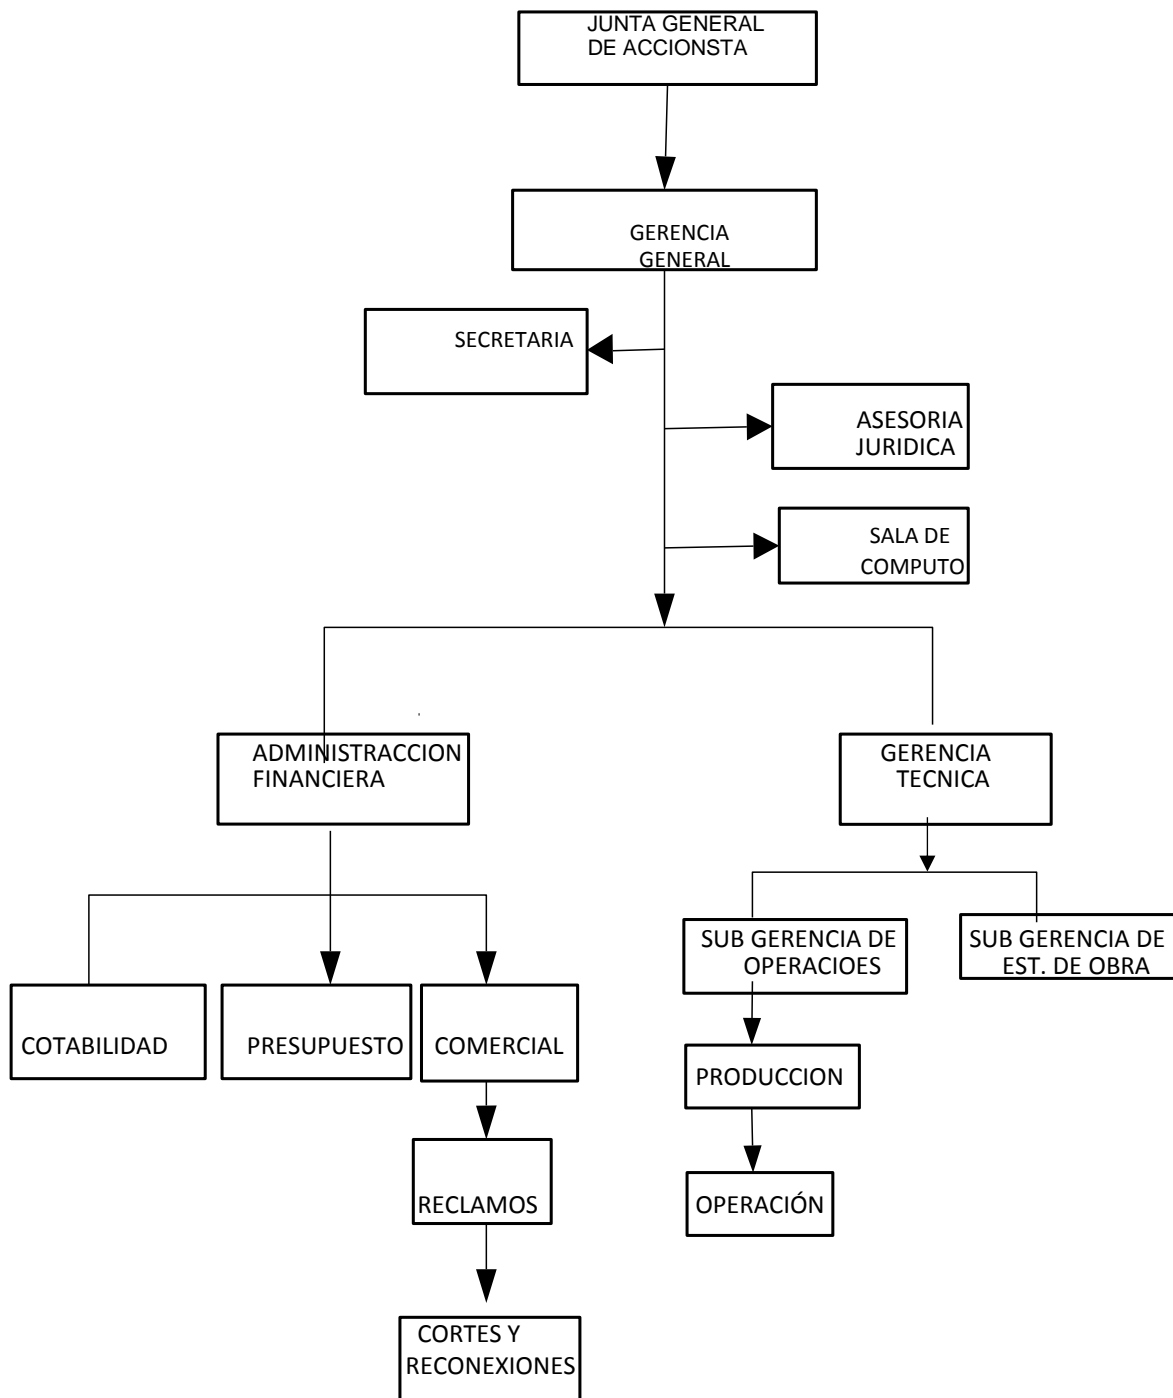 JUNTA GENERAL
DE ACCIONSTA
GERENCIA
GENERAL
SECRETARIA
ASESORIA
JURIDICA
SALA DE
COMPUTO
ADMINISTRACCION
FINANCIERA
GERENCIA
TECNICA
SUB GERENCIA DE
OPERACIOES
SUB GERENCIA DE
EST. DE OBRA
COTABILIDAD
PRESUPUESTO
COMERCIAL
PRODUCCION
RECLAMOS
OPERACIÓN
CORTES Y
RECONEXIONES